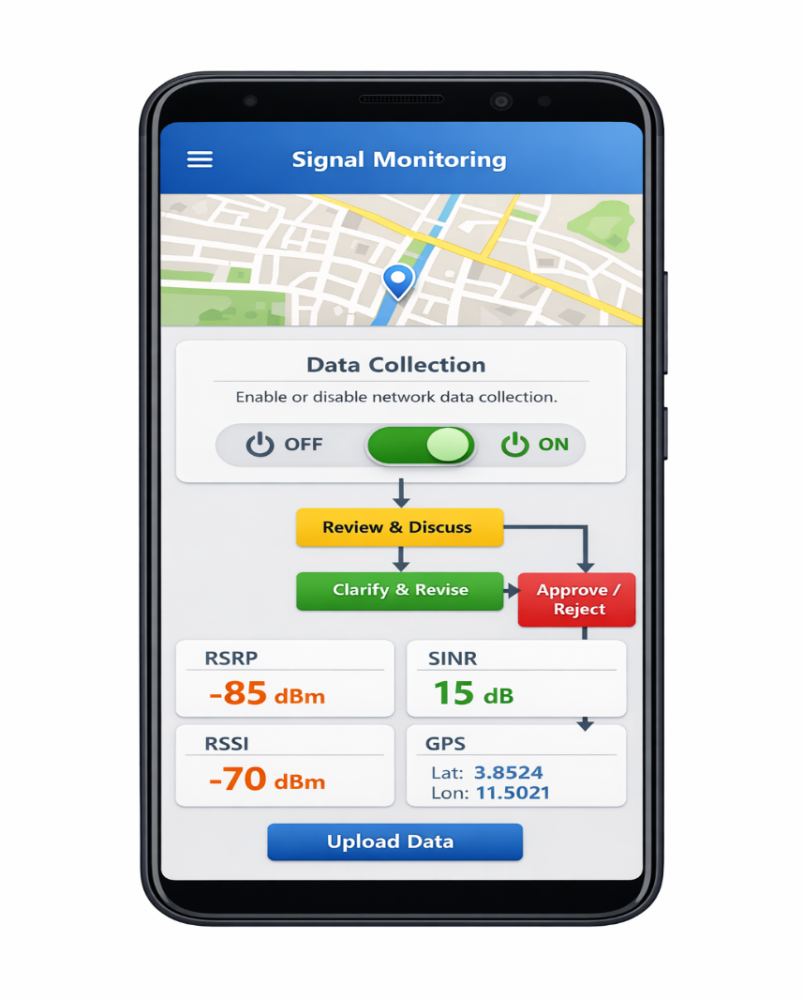 Signal Monitoring
Data Collection
Enable or disable network data collection.
OFF
ON
Review & Discuss
Clarify & Revise
Approve /
Reject
RSRP
-85 dBm
SINR
15 dB
RSSI
-70 dBm
GPS
Lat: 3.8524
Lon: 11.5021
Upload Data